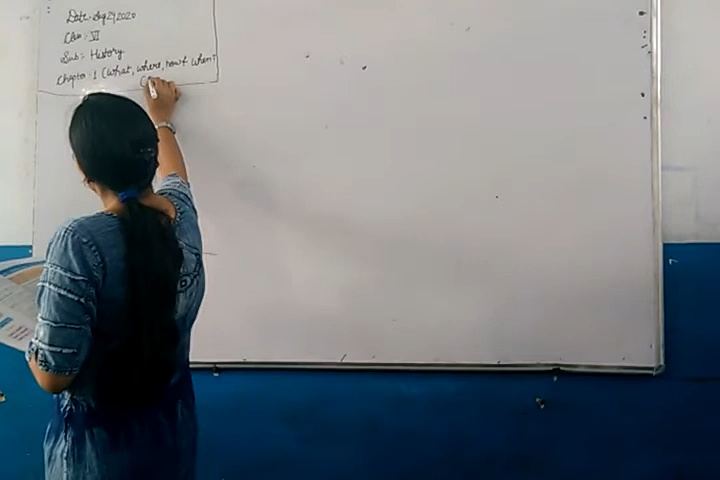 Date:- Aug 29, 2020
Class:- VI
Sub:- History
Chapter:- 1 (What, where, how & when?